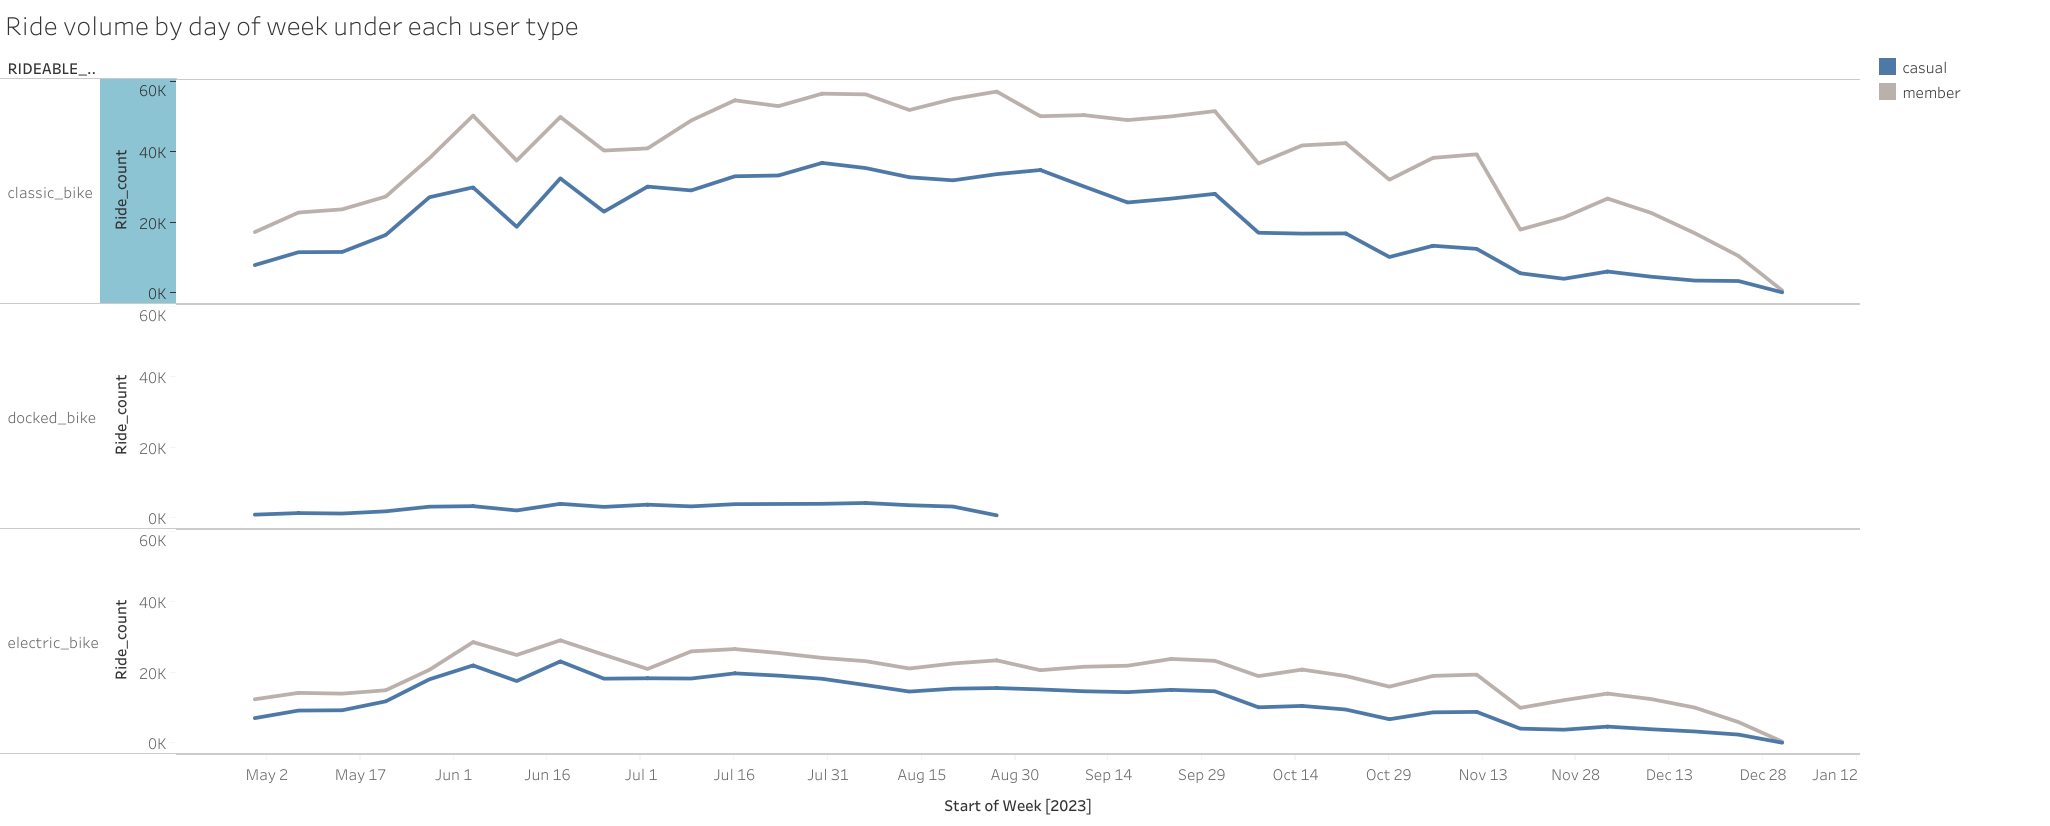 Ride volume by day of week under each user type
RIDEABLE_..
casual
member
classic_bike
Ride_count
60K
40K
20K
0K
docked_bike
Ride_count
60K
40K
20K
0K
electric_bike
Ride_count
60K
40K
20K
0K
May 2 May 17 Jun 1 Jun 16 Jul 1 Jul 16 Jul 31 Aug 15 Aug 30 Sep 14 Sep 29 Oct 14 Oct 29 Nov 13 Nov 28 Dec 13 Dec 28 Jan 12
Start of Week [2023]